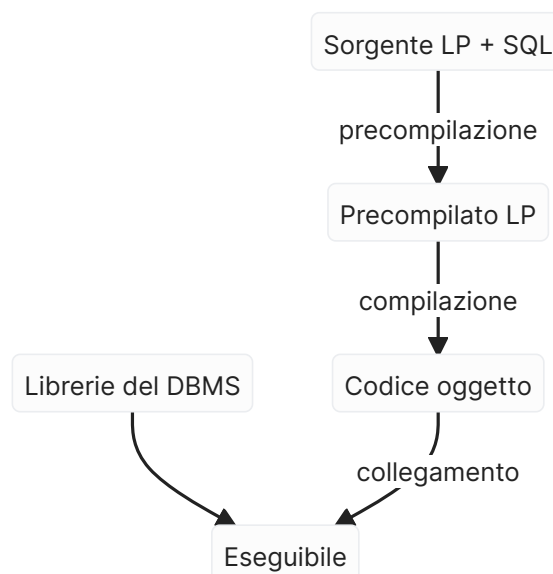 Sorgente LP + SQL
precompilazione
Precompilato LP
compilazione
Librerie del DBMS
Codice oggetto
collegamento
Eseguibile